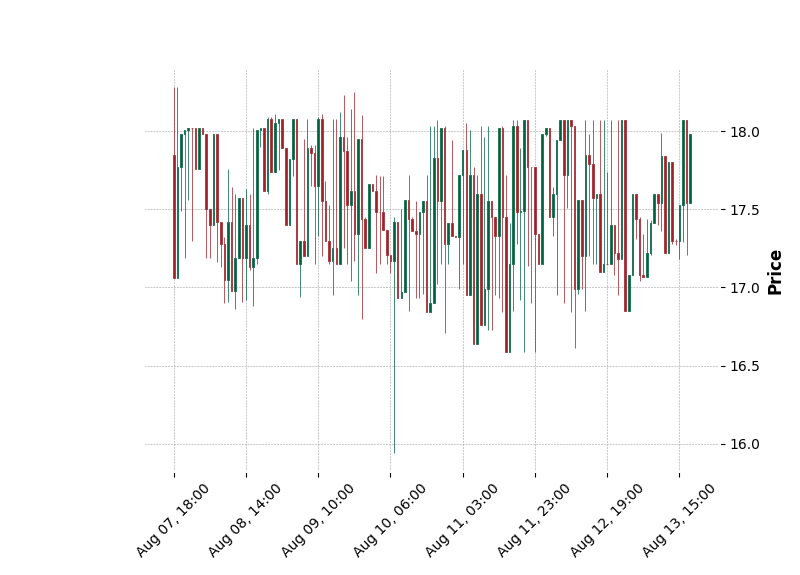 18.0
17.5
17.0
16.5
16.0
Price
Aug 07, 18:00
Aug 08, 14:00
Aug 09, 10:00
Aug 10, 06:00
Aug 11, 03:00
Aug 11, 23:00
Aug 12, 19:00
Aug 13, 15:00